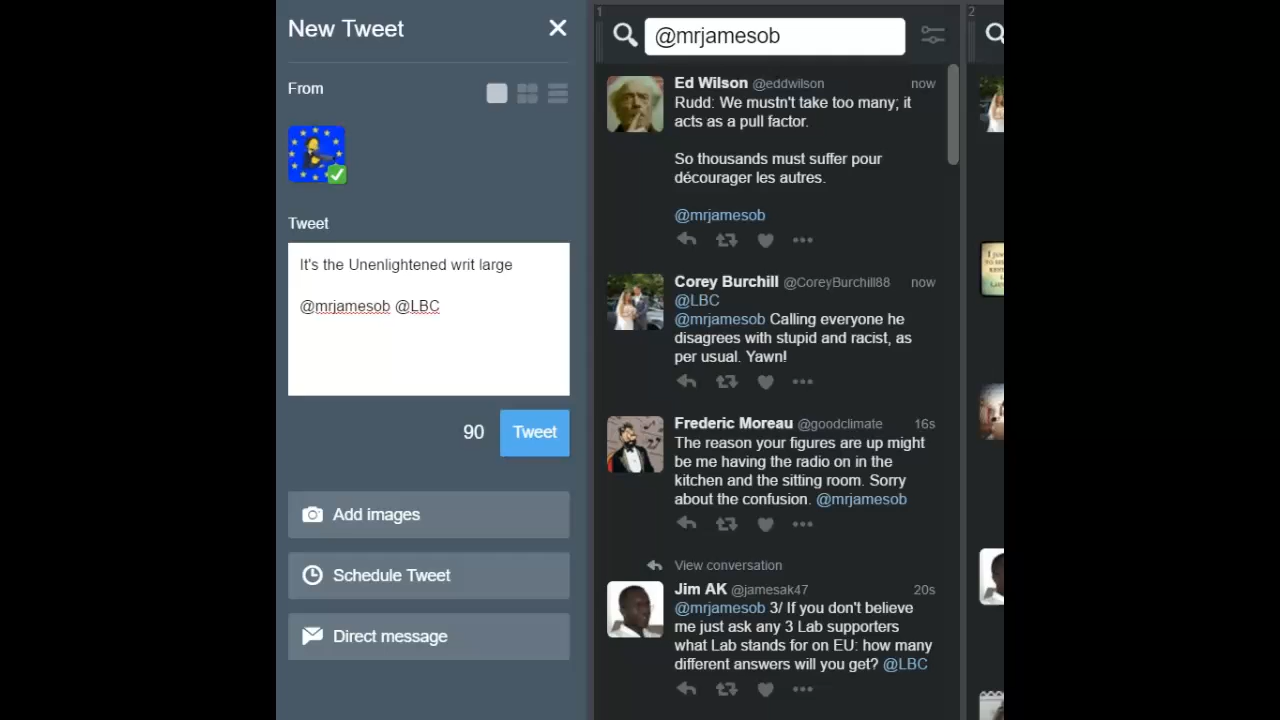 New Tweet
From
Tweet
It's the Unenlightened writ large
@mrjamesob @LBC
90
Tweet
Add images
Schedule Tweet
Direct message
1
@mrjamesob
Ed Wilson @eddwilson now
Rudd: We mustn't take too many; it
acts as a pull factor.
So thousands must suffer pour
décourager les autres.
@mrjamesob
Corey Burchill @CoreyBurchill88 now
@LBC
@mrjamesob Calling everyone he
disagrees with stupid and racist, as
per usual. Yawn!
Frederic Moreau @goodclimate 16s
The reason your figures are up might
be me having the radio on in the
kitchen and the sitting room. Sorry
about the confusion. @mrjamesob
View conversation
Jim AK @jamesak47 20s
@mrjamesob 3/ If you don't believe
me just ask any 3 Lab supporters
what Lab stands for on EU: how many
different answers will you get? @LBC
2